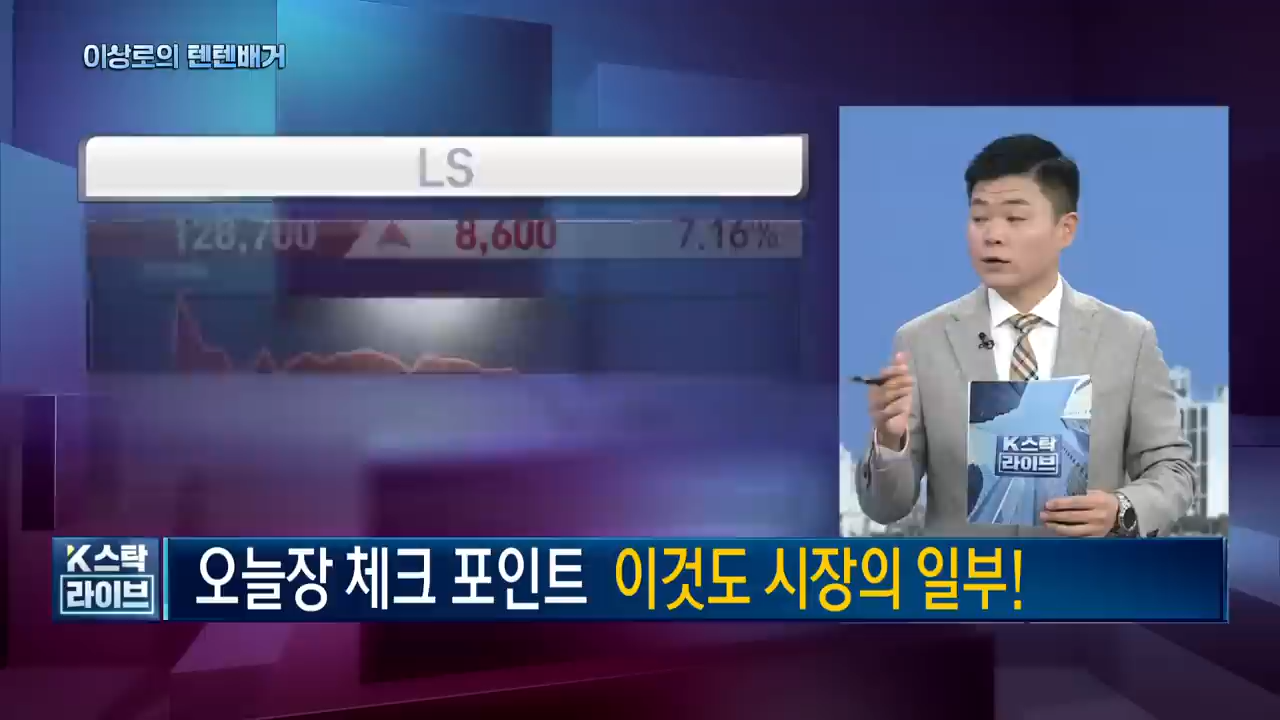 이상로의 텐텐배거
LS
128,700 ▲ 8,600 7.16%
K스탁
라이브
K스탁
라이브
오늘장 체크 포인트 이것도 시장의 일부!